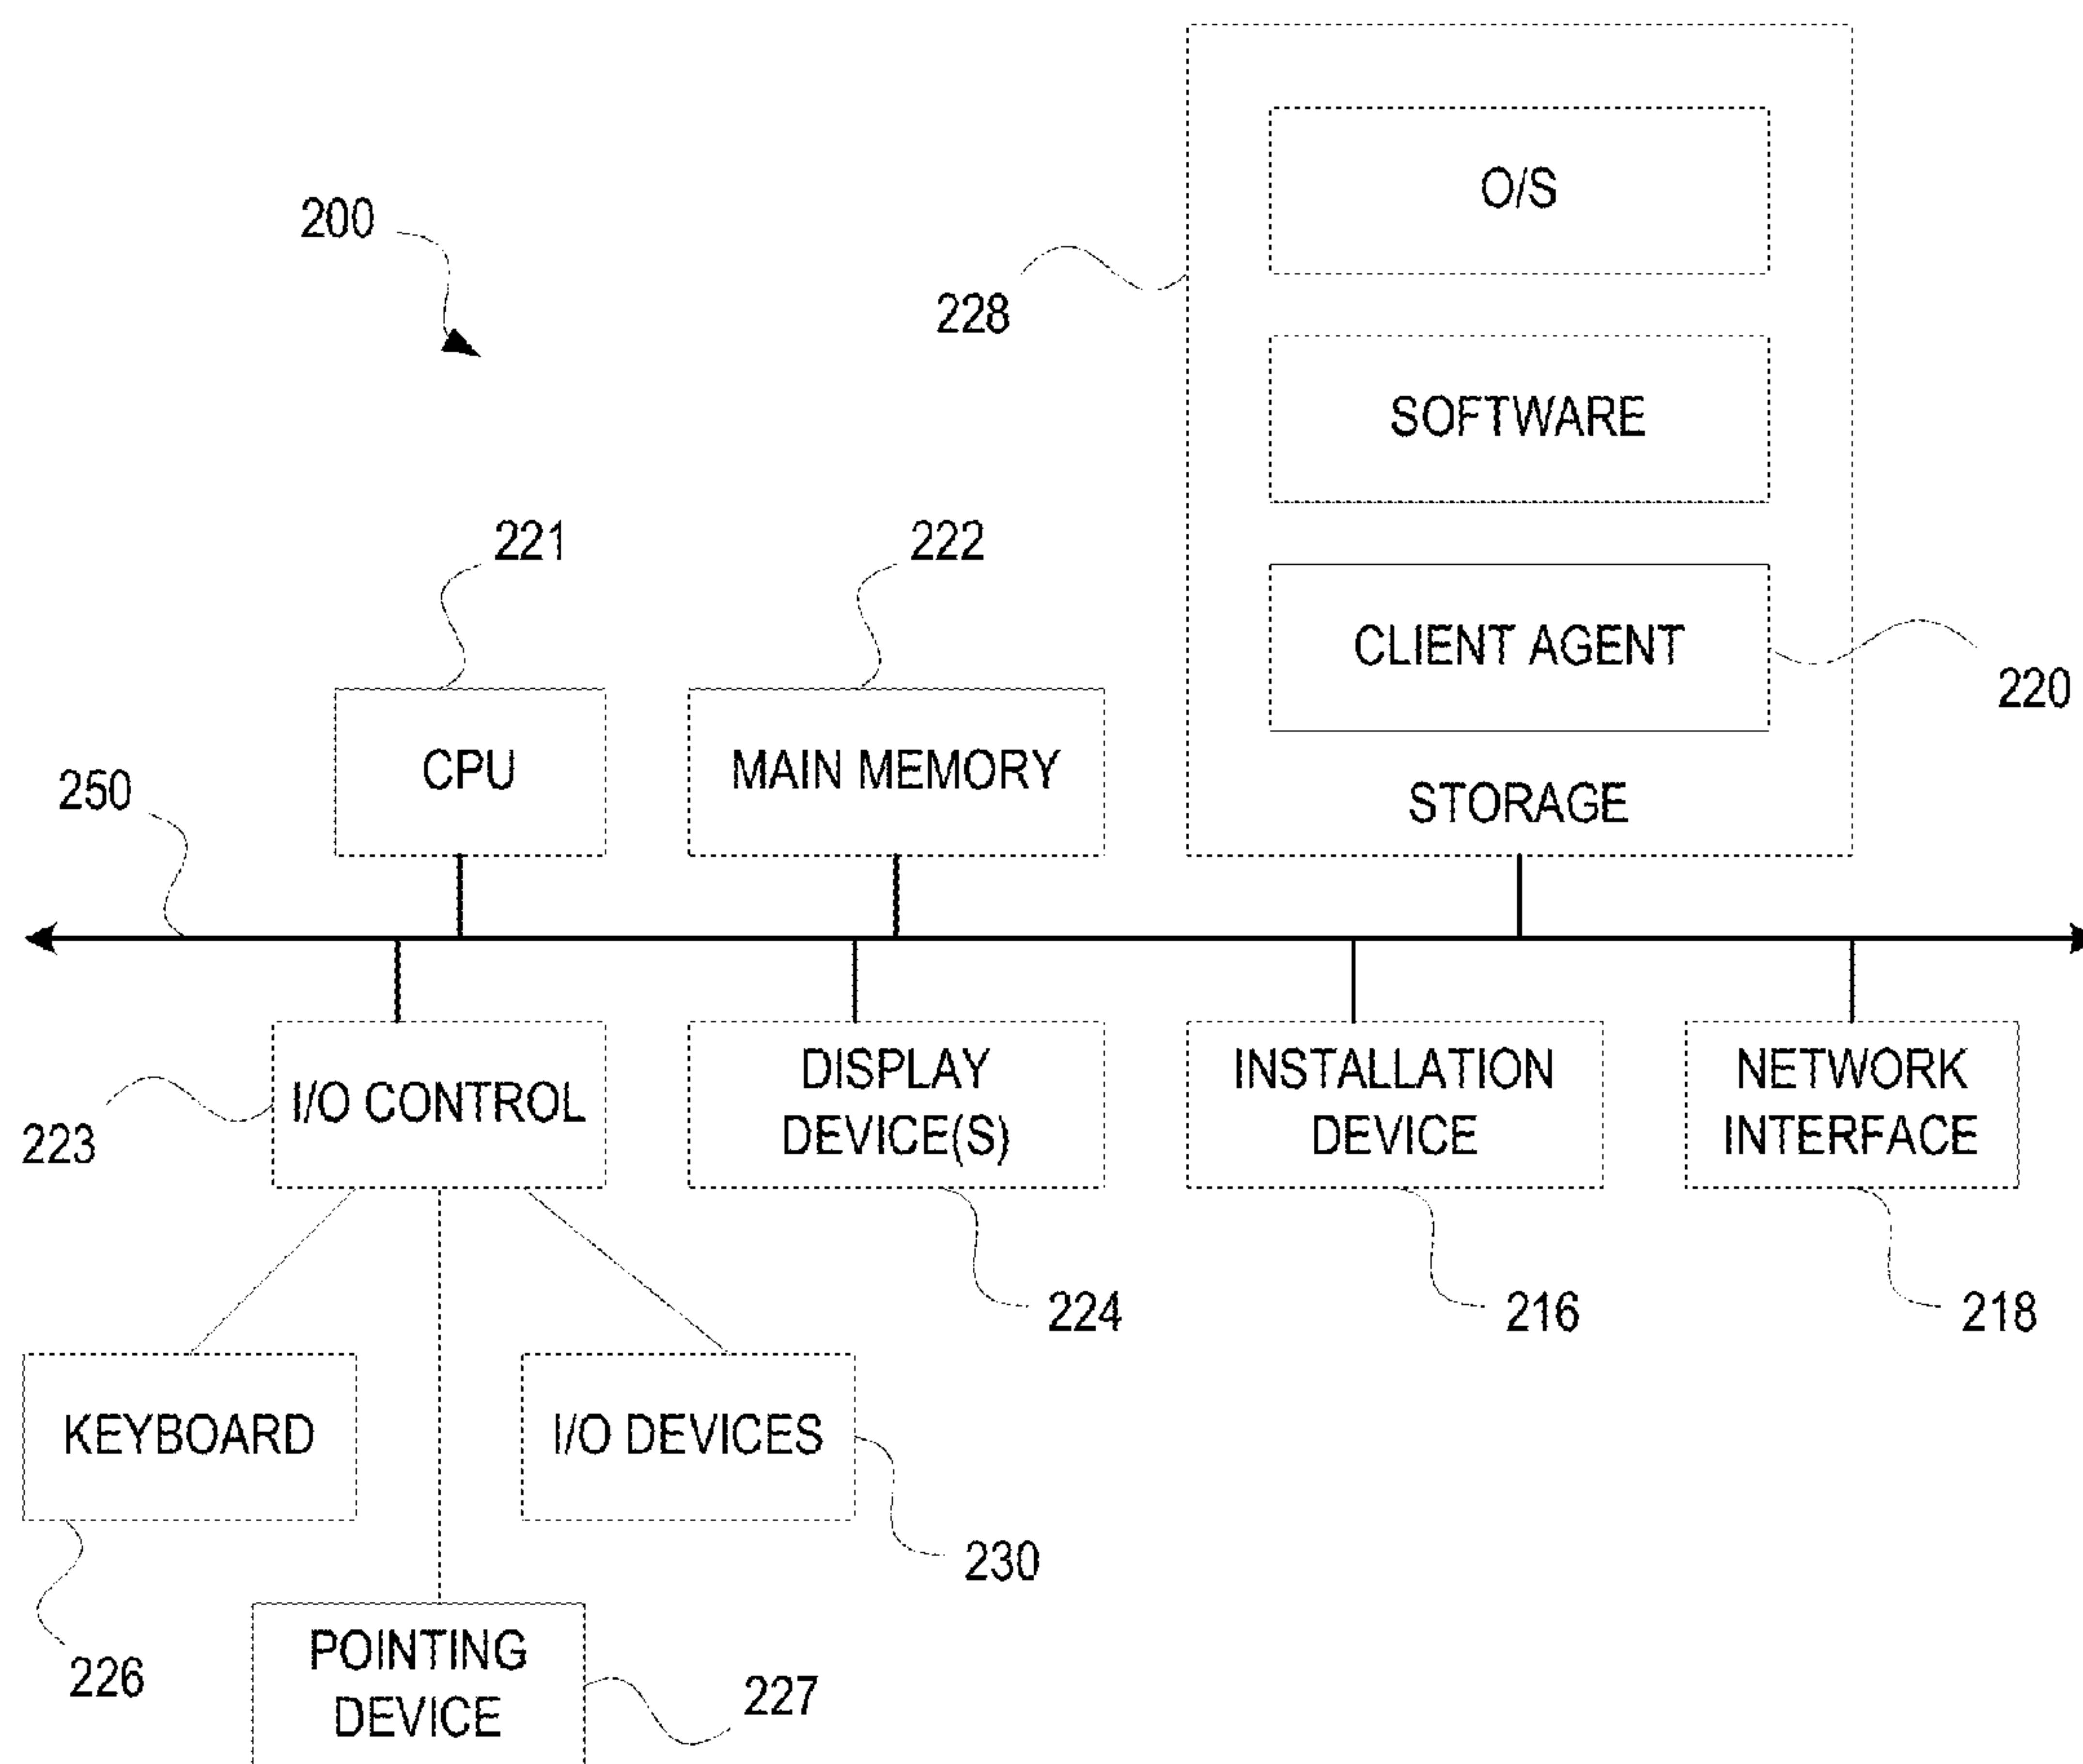 O/S
200
228
SOFTWARE
221
222
CLIENT AGENT
220
CPU
MAIN MEMORY
250
STORAGE
I/O CONTROL
DISPLAY
DEVICE(S)
INSTALLATION
DEVICE
NETWORK
INTERFACE
223
224
216
218
KEYBOARD
I/O DEVICES
230
226
POINTING
DEVICE
227